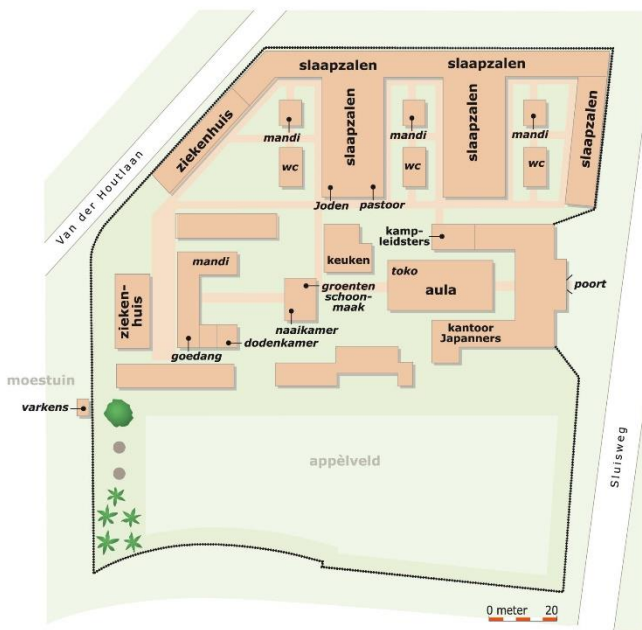 slaapzalen
slaapzalen
ziekenhuis
slaapzalen
slaapzalen
slaapzalen
mandi
mandi
mandi
wc
wc
wc
Van der Houtlaan
Joden
pastoor
kamp-
leidsters
keuken
mandi
toko
aula
groenten
schoon-
maak
poort
zieken-
huis
naaikamer
kantoor
Japanners
dodenkamer
goedang
moestuin
varkens
appèlveld
Sluisweg
0 meter 20